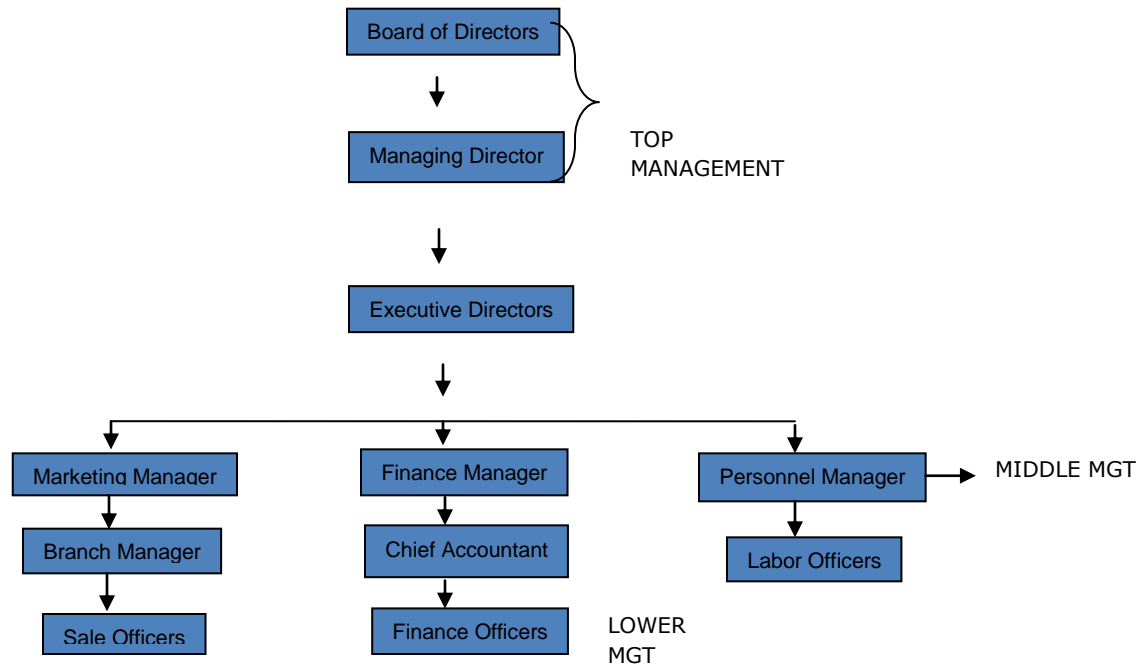 Board of Directors
Managing Director
TOP
MANAGEMENT
Executive Directors
Marketing Manager
Finance Manager
Personnel Manager
MIDDLE MGT
Branch Manager
Chief Accountant
Labor Officers
Sale Officers
Finance Officers
LOWER
MGT